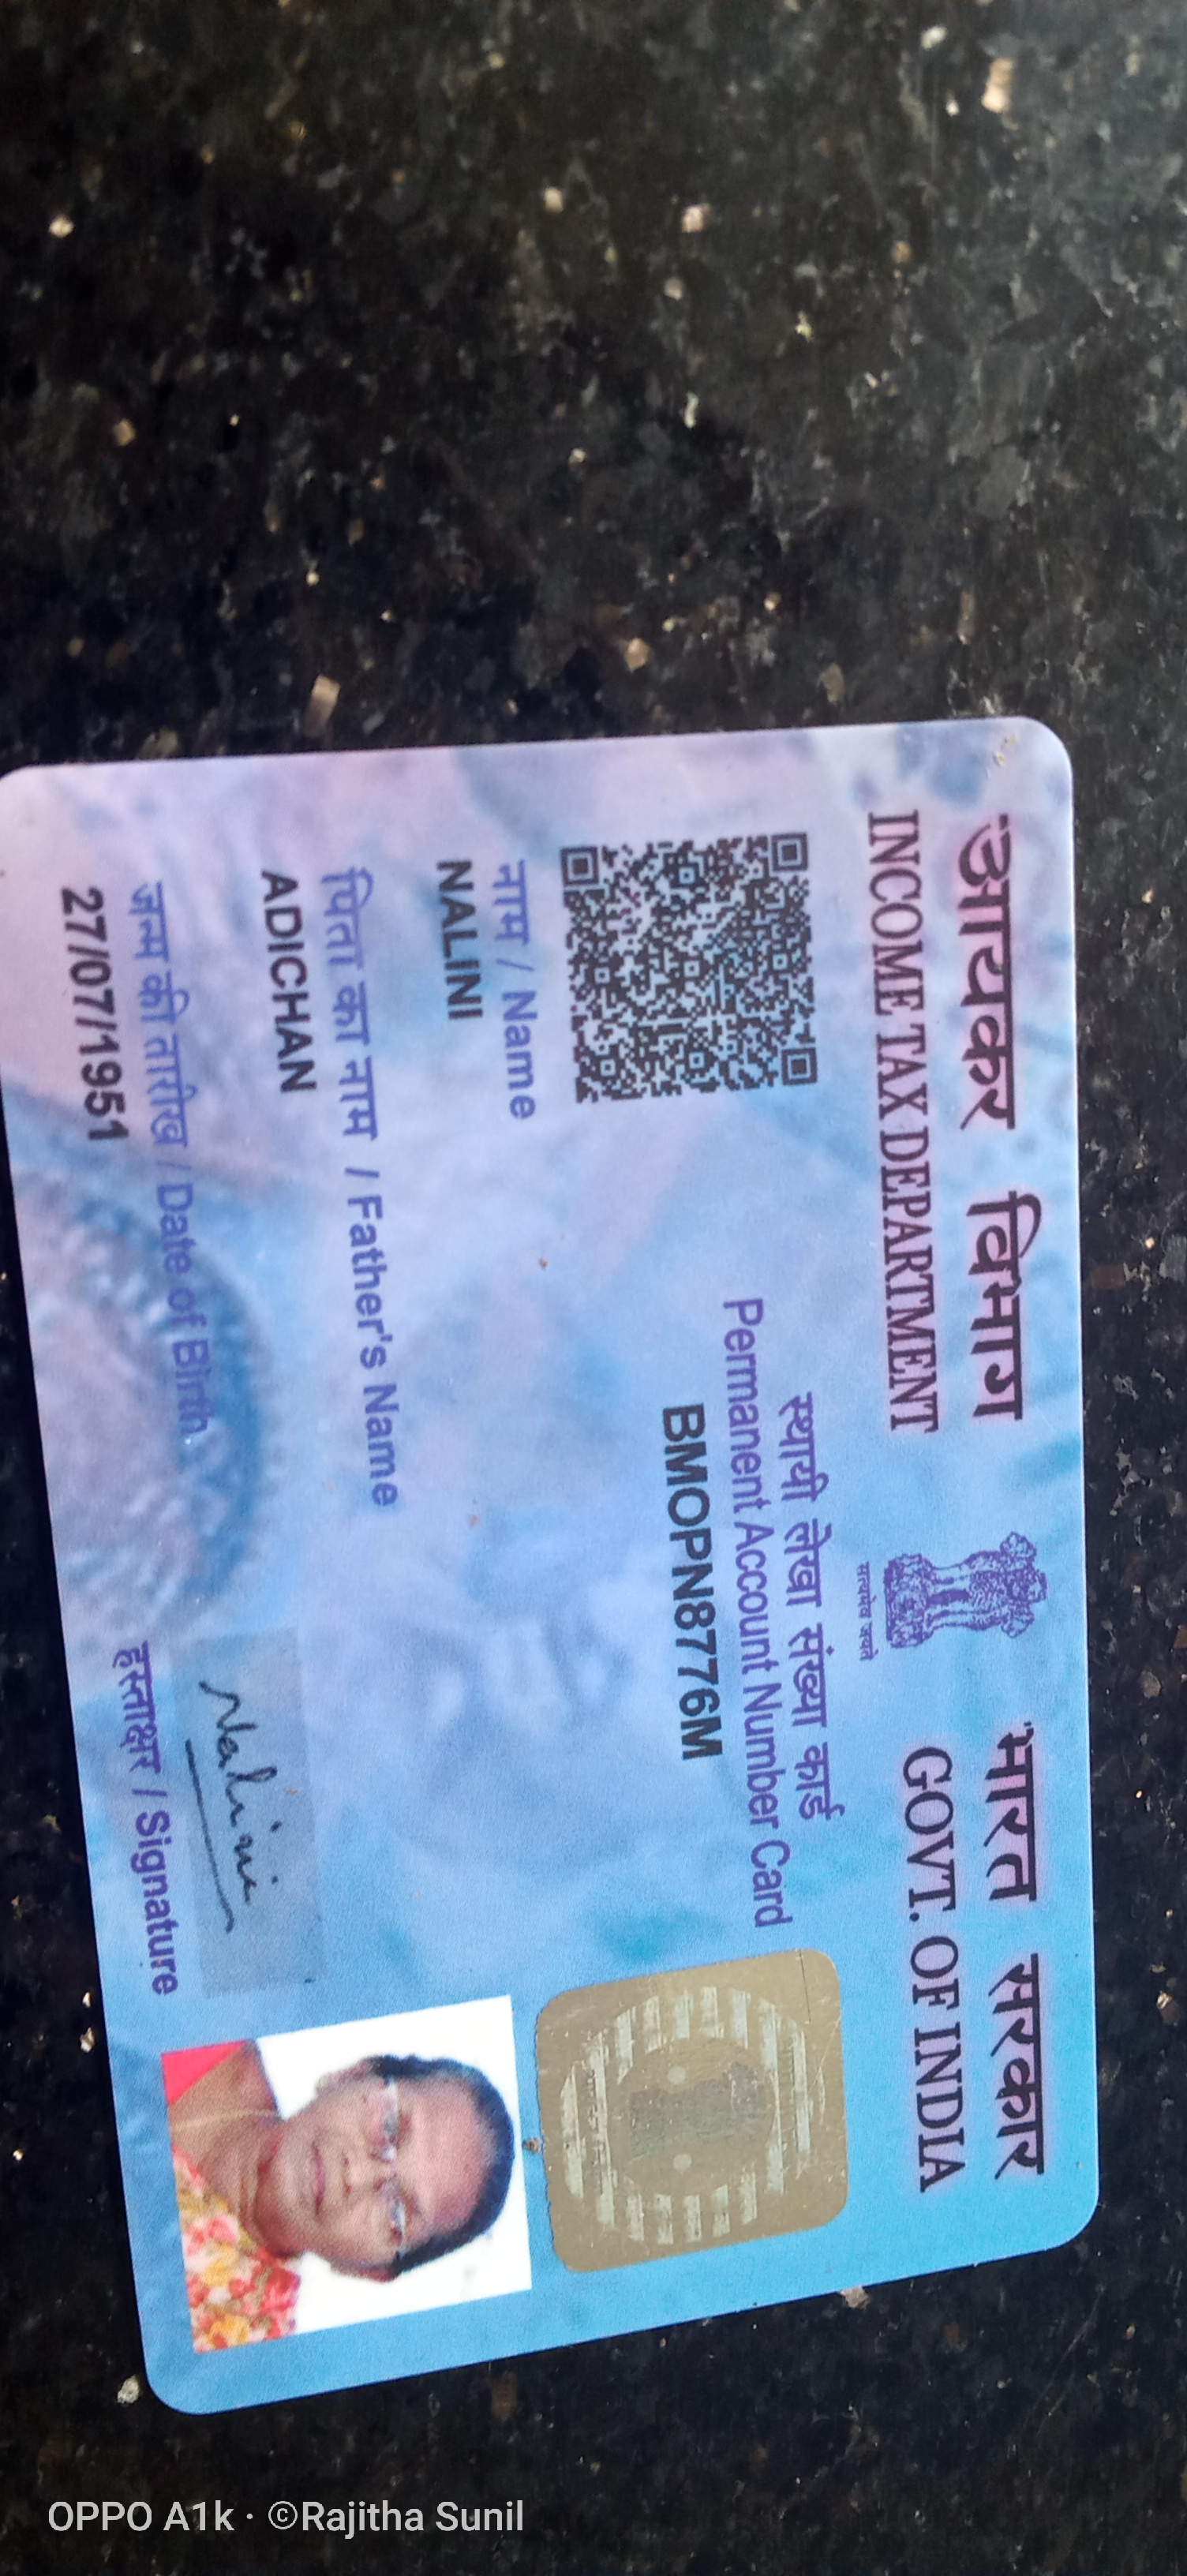 आयकर विभाग
INCOME TAX DEPARTMENT
भारत सरकार
GOVT. OF INDIA
सत्यमेव जयते
स्थायी लेखा संख्या कार्ड
Permanent Account Number Card
BMOPN8776M
नाम / Name
NALINI
पिता का नाम / Father's Name
ADICHAN
जन्म की तारीख / Date of Birth
27/07/1951
Nalini
हस्ताक्षर / Signature
OPPO A1k · ©Rajitha Sunil